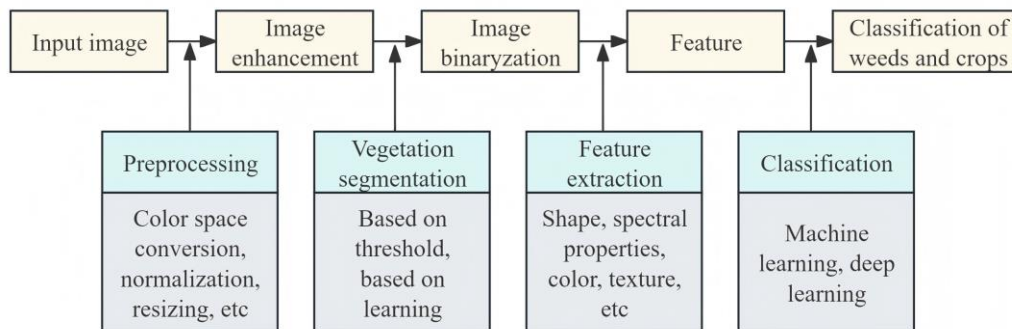 Input image
Image
enhancement
Image
binaryzation
Feature
Classification of
weeds and crops
Preprocessing
Color space
conversion,
normalization,
resizing, etc
Vegetation
segmentation
Based on
threshold,
based on
learning
Feature
extraction
Shape, spectral
properties,
color, texture,
etc
Classification
Machine
learning, deep
learning